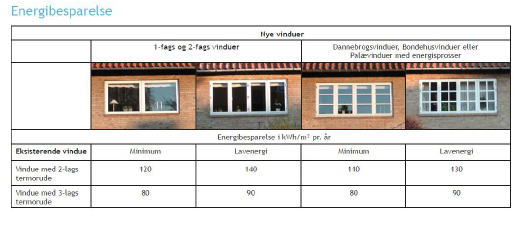 Energibesparelse
Nye vinduer
1-fags og 2-fags vinduer
Dannebrogsvinduer, Bondehusvinduer eller
Palævinduer med energisprosser
Energibesparelse i kWh/m² pr. år
Eksisterende vindue Minimum Lavenergi Minimum Lavenergi
Vindue med 2-lags 120 140 110 130
termorude
Vindue med 3-lags 80 90 80 90
termorude